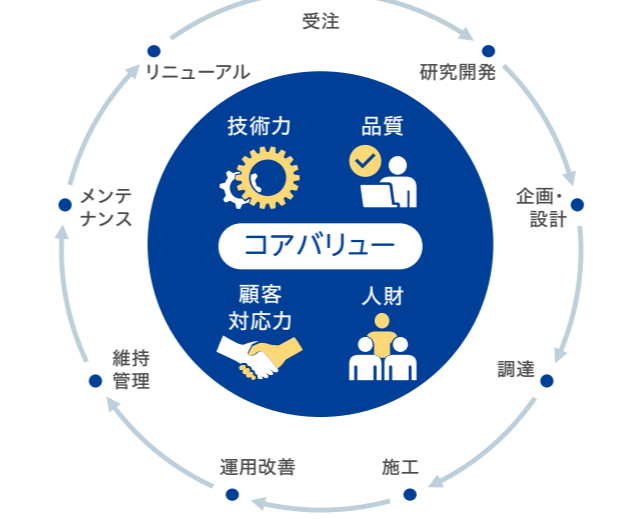 受注
リニューアル
研究開発
技術力
品質
メンテ
ナンス
企画・
設計
コアバリュー
顧客
対応力
人財
維持
管理
調達
運用改善
施工